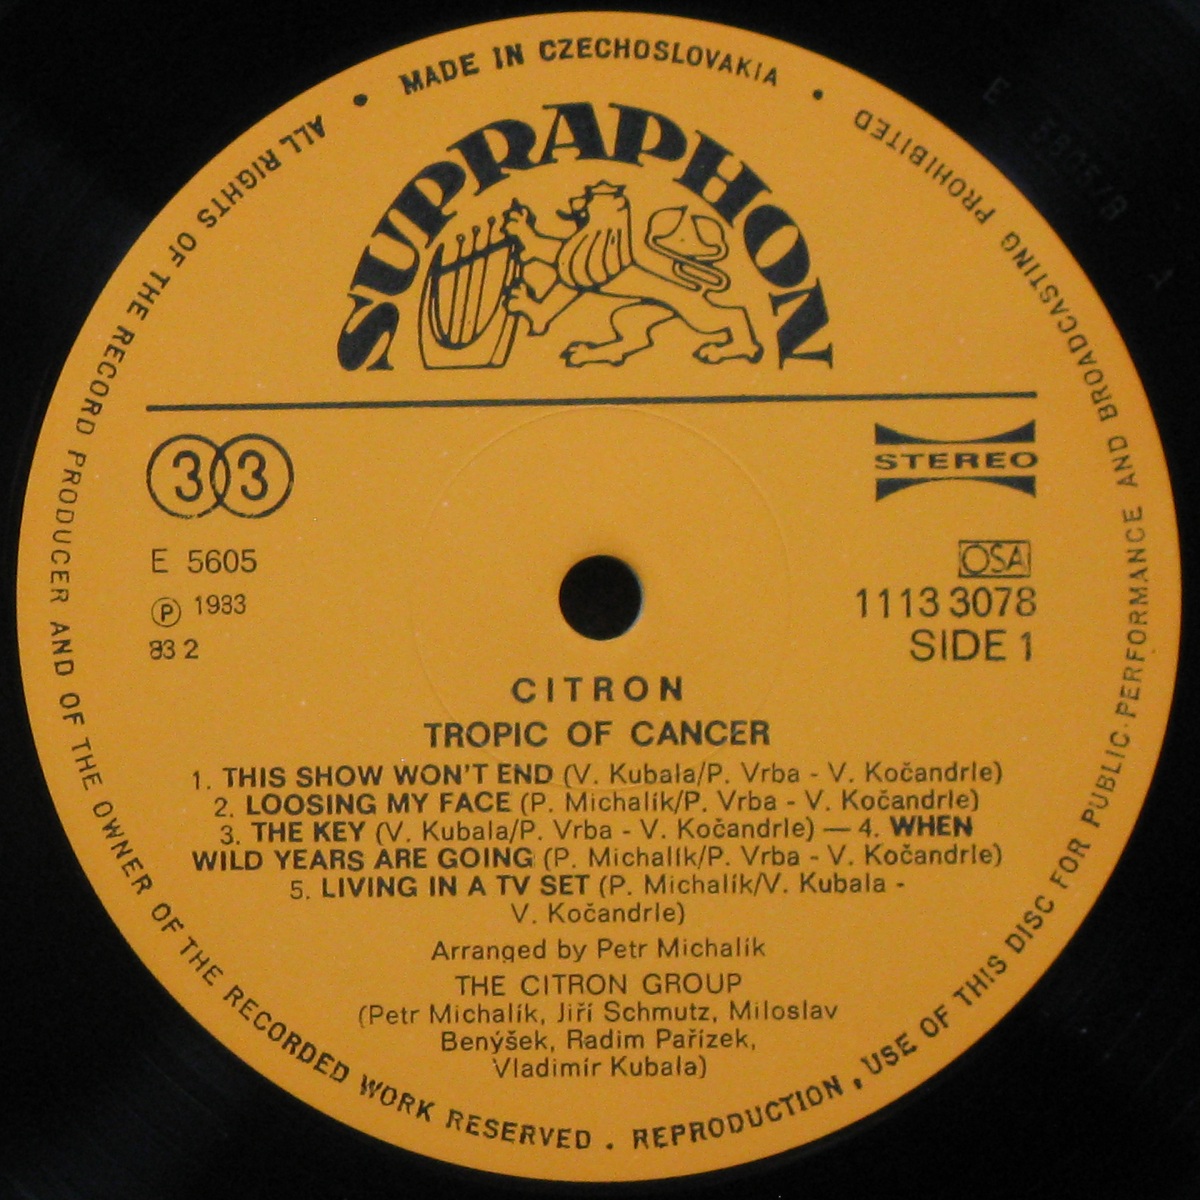 MADE IN CZECHOSLOVAKIA
ALL RIGHTS OF THE RECORD PRODUCER AND OF THE OWNER OF THE RECORDED WORK RESERVED . REPRODUCTION , USE OF THIS DISC FOR PUBLIC PERFORMANCE AND BROADCASTING PROHIBITED
SUPRAPHON
33
STEREO
E 5605
OSA
Ⓟ 1983
1113 3078
83 2
SIDE 1
CITRON
TROPIC OF CANCER
1. THIS SHOW WON'T END (V. Kubala/P. Vrba - V. Kočandrle)
2. LOOSING MY FACE (P. Michalík/P. Vrba - V. Kočandrle)
3. THE KEY (V. Kubala/P. Vrba - V. Kočandrle) — 4. WHEN
WILD YEARS ARE GOING (P. Michalík/P. Vrba - V. Kočandrle)
5. LIVING IN A TV SET (P. Michalík/V. Kubala -
V. Kočandrle)
Arranged by Petr Michalík
THE CITRON GROUP
(Petr Michalík, Jiří Schmutz, Miloslav
Benýšek, Radim Pařízek,
Vladimír Kubala)